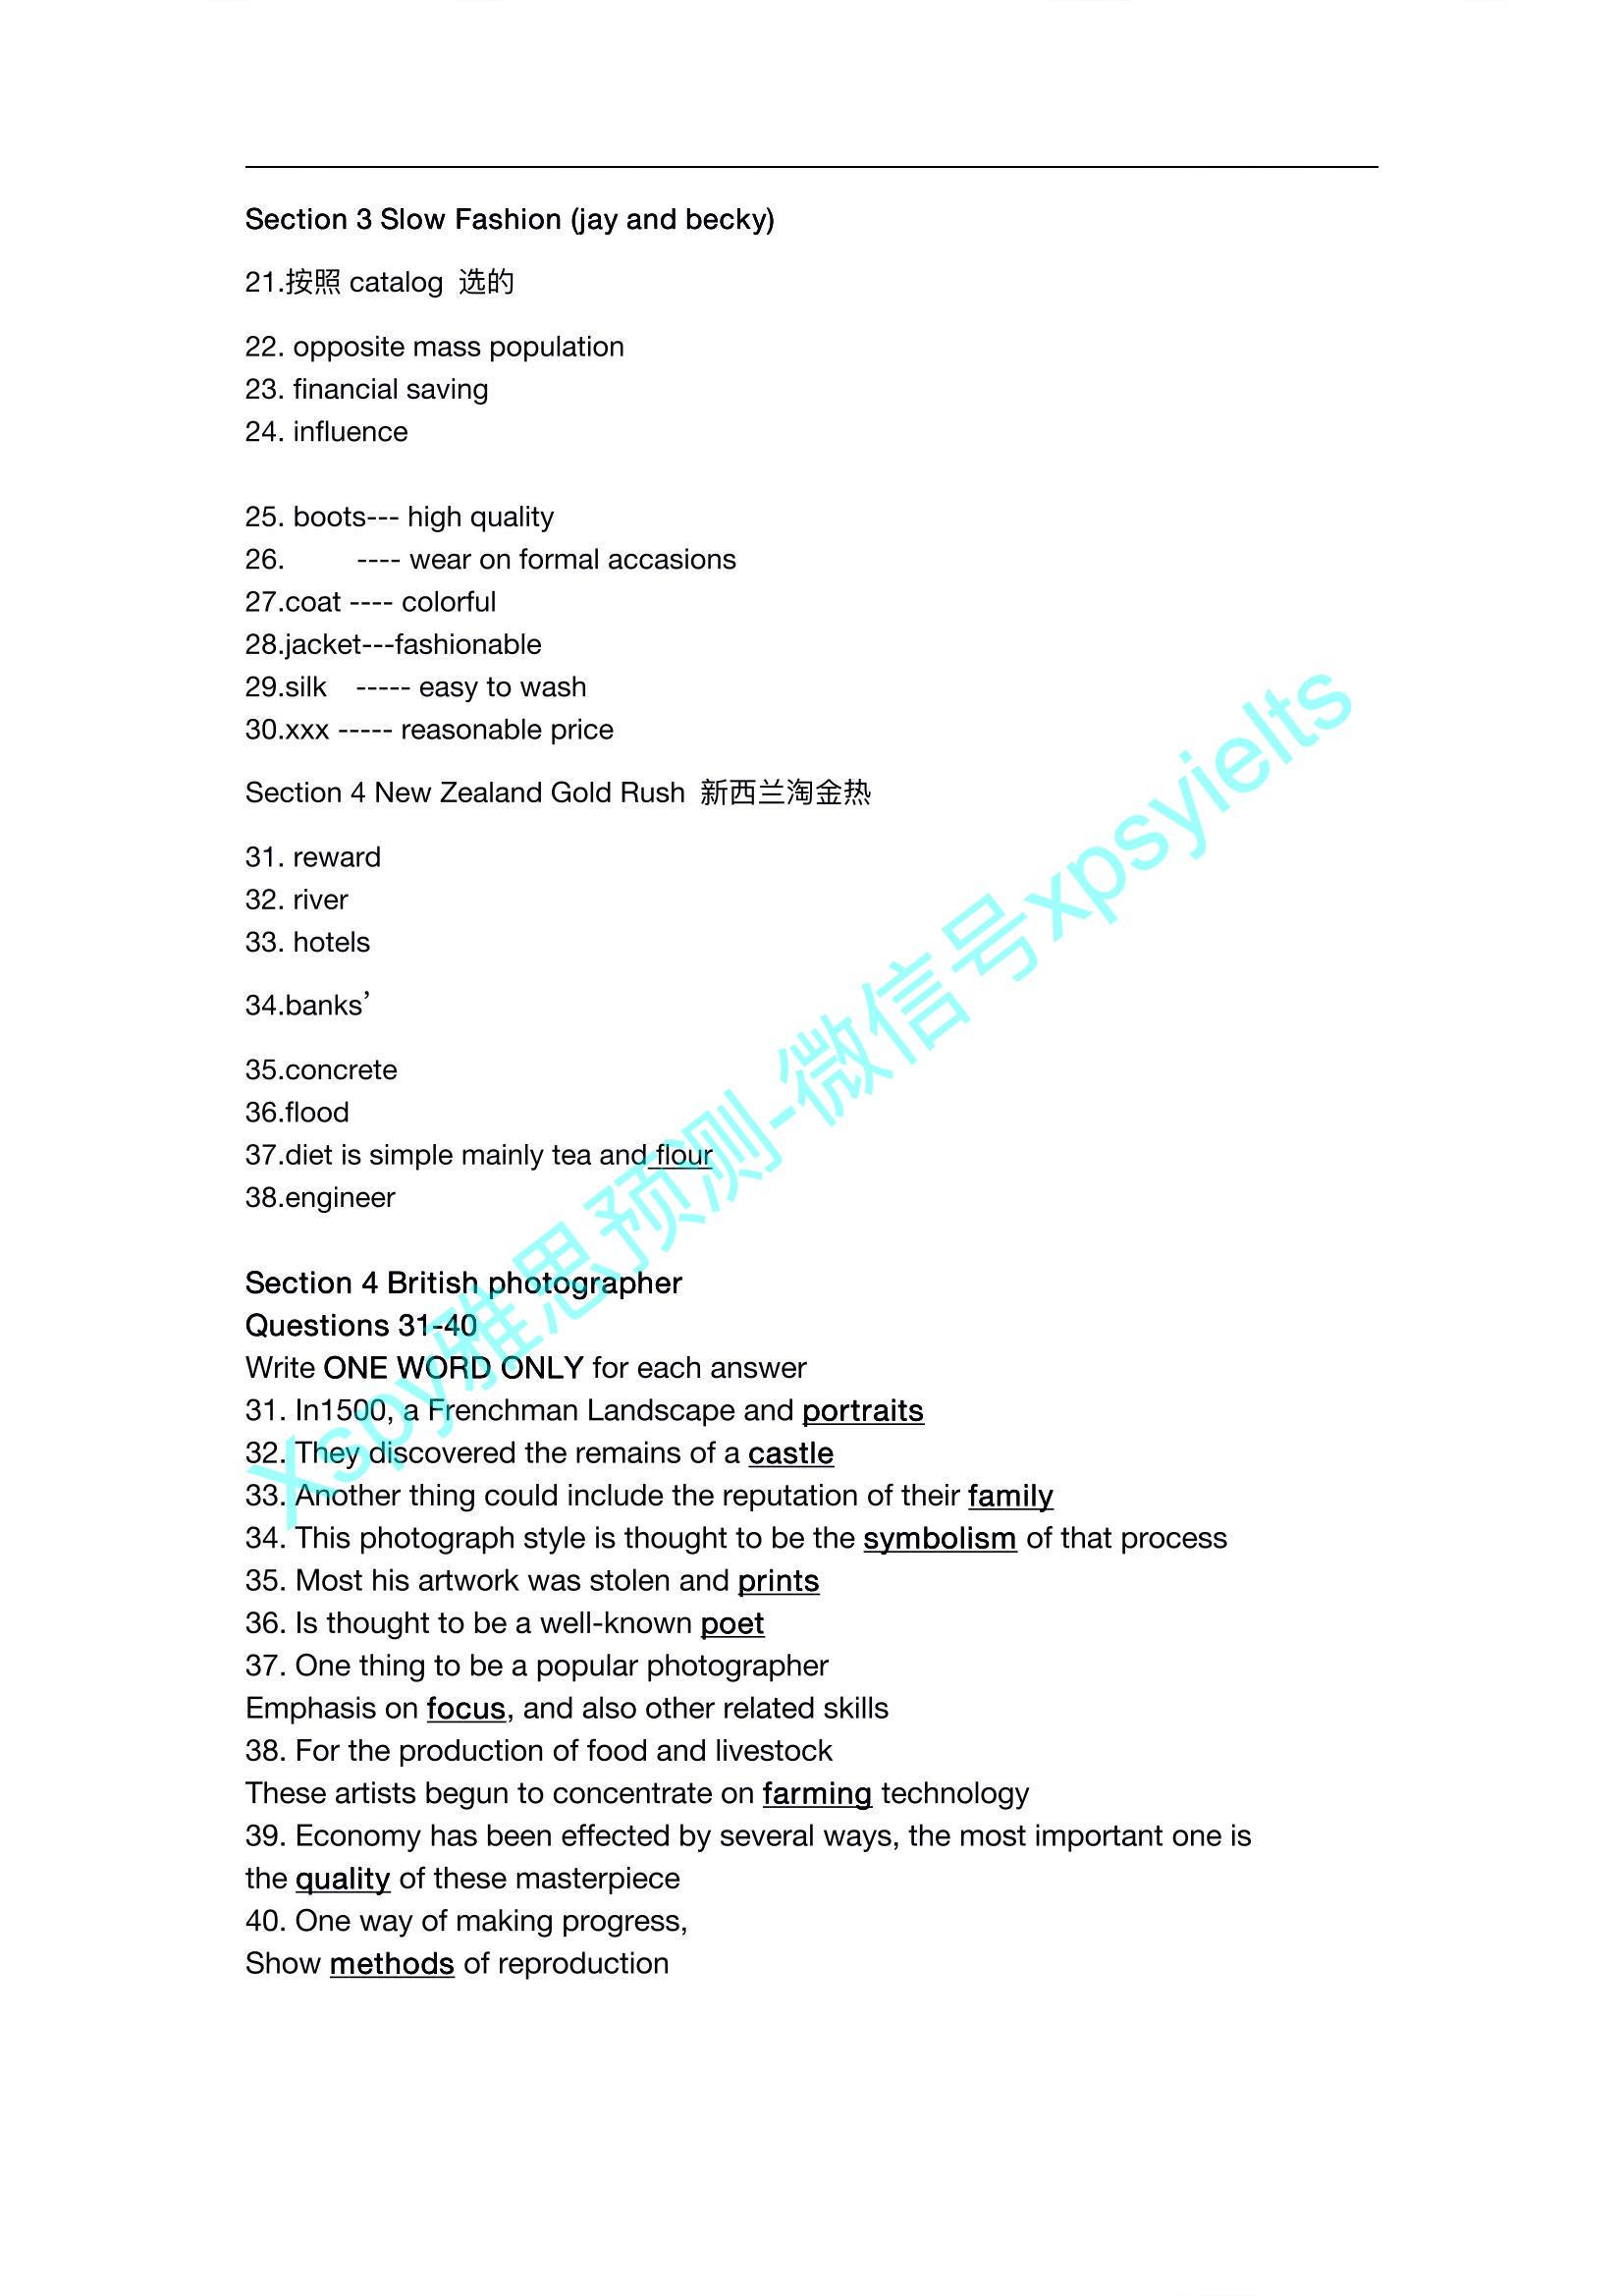 Section 3 Slow Fashion (jay and becky)
21.按照 catalog 选的
22. opposite mass population
23. financial saving
24. influence
25. boots--- high quality
26. ---- wear on formal accasions
27.coat ---- colorful
28.jacket---fashionable
29.silk ----- easy to wash
30.xxx ----- reasonable price
Section 4 New Zealand Gold Rush 新西兰淘金热
31. reward
32. river
33. hotels
34.banks’
35.concrete
36.flood
37.diet is simple mainly tea and flour
38.engineer
Section 4 British photographer
Questions 31-40
Write ONE WORD ONLY for each answer
31. In1500, a Frenchman Landscape and portraits
32. They discovered the remains of a castle
33. Another thing could include the reputation of their family
34. This photograph style is thought to be the symbolism of that process
35. Most his artwork was stolen and prints
36. Is thought to be a well-known poet
37. One thing to be a popular photographer
Emphasis on focus, and also other related skills
38. For the production of food and livestock
These artists begun to concentrate on farming technology
39. Economy has been effected by several ways, the most important one is
the quality of these masterpiece
40. One way of making progress,
Show methods of reproduction
Xspy雅思预测-微信号xpsyielts